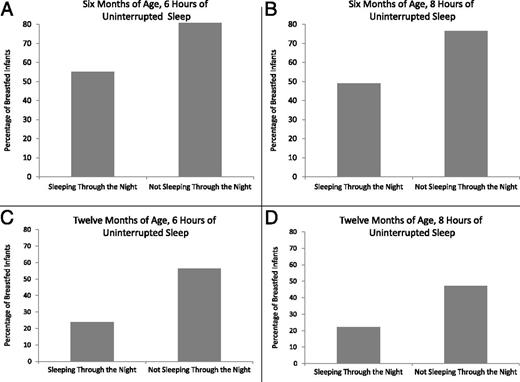 A
Six Months of Age, 6 Hours of
Uninterrupted Sleep
Percentage of Breastfed Infants
80
70
60
50
40
30
20
10
0
Sleeping Through the Night Not Sleeping Through the Night
B
Six Months of Age, 8 Hours of
Uninterrupted Sleep
Percentage of Breastfed Infants
80
70
60
50
40
30
20
10
0
Sleeping Through the Night Not Sleeping Through the Night
C
Twelve Months of Age, 6 Hours of
Uninterrupted Sleep
Percentage of Breastfed Infants
80
70
60
50
40
30
20
10
0
Sleeping Through the Night Not Sleeping Through the Night
D
Twelve Months of Age, 8 Hours of
Uninterrupted Sleep
Percentage of Breastfed Infants
80
70
60
50
40
30
20
10
0
Sleeping Through the Night Not Sleeping Through the Night